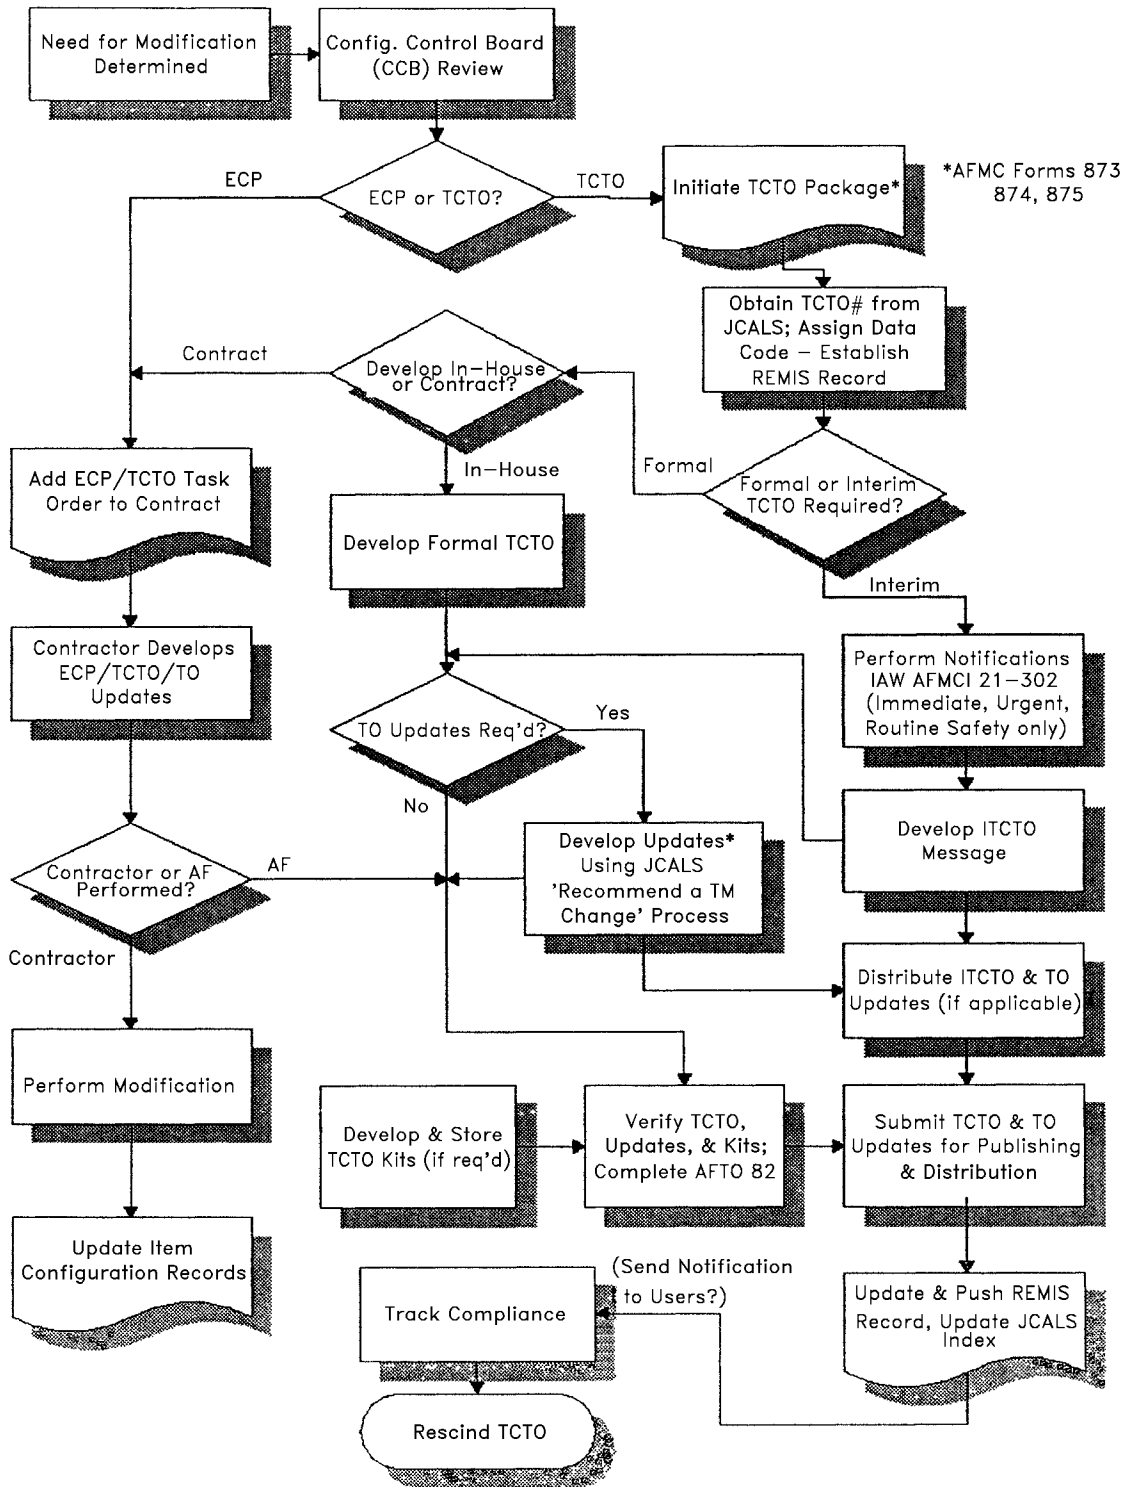 Need for Modification
Determined
Config. Control Board
(CCB) Review
ECP
ECP or TCTO?
TCTO
Initiate TCTO Package*
*AFMC Forms 873
874, 875
Obtain TCTO# from
JCALS; Assign Data
Code – Establish
REMIS Record
Contract
Develop In–House
or Contract?
In–House
Formal
Formal or Interim
TCTO Required?
Interim
Add ECP/TCTO Task
Order to Contract
Develop Formal TCTO
Contractor Develops
ECP/TCTO/TO
Updates
Perform Notifications
IAW AFMCI 21–302
(Immediate, Urgent,
Routine Safety only)
TO Updates Req'd?
Yes
No
Develop Updates*
Using JCALS
'Recommend a TM
Change' Process
Develop ITCTO
Message
Contractor or AF
Performed?
AF
Contractor
Distribute ITCTO & TO
Updates (if applicable)
Perform Modification
Develop & Store
TCTO Kits (if req'd)
Verify TCTO,
Updates, & Kits;
Complete AFTO 82
Submit TCTO & TO
Updates for Publishing
& Distribution
Update Item
Configuration Records
Track Compliance
(Send Notification
to Users?)
Update & Push REMIS
Record, Update JCALS
Index
Rescind TCTO